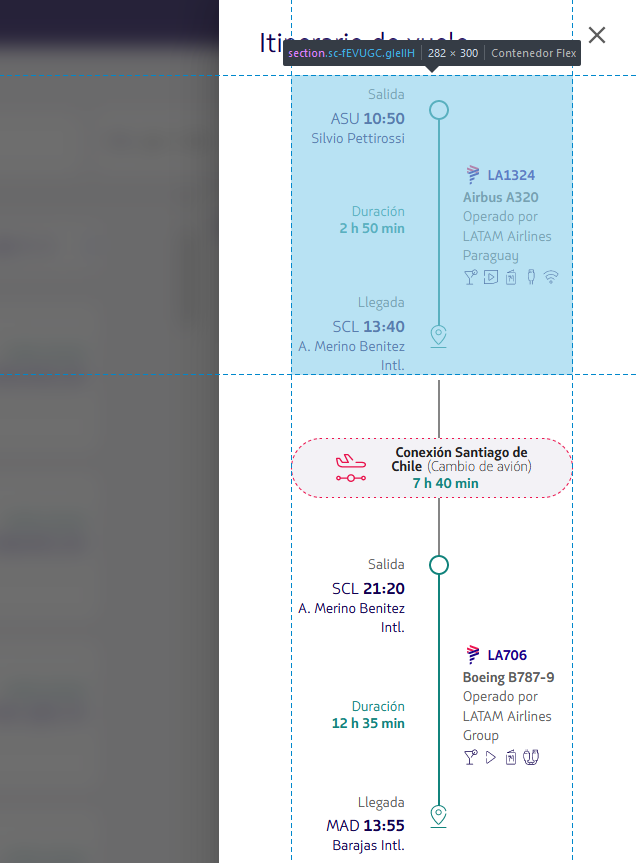 Itinerario de vuelo
section.sc-fEVUGC.gleIIH 282 × 300 Contenedor Flex
Salida
ASU 10:50
Silvio Pettirossi
LA1324
Airbus A320
Operado por
LATAM Airlines
Paraguay
Duración
2 h 50 min
Llegada
SCL 13:40
A. Merino Benitez
Intl.
Conexión Santiago de
Chile (Cambio de avión)
7 h 40 min
Salida
SCL 21:20
A. Merino Benitez
Intl.
LA706
Boeing B787-9
Operado por
LATAM Airlines
Group
Duración
12 h 35 min
Llegada
MAD 13:55
Barajas Intl.